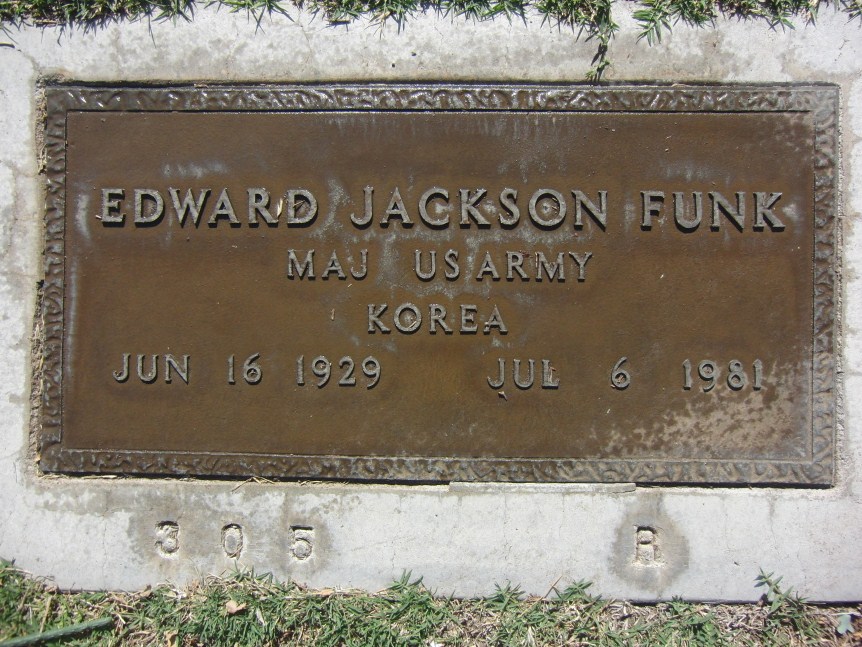 EDWARD JACKSON FUNK
MAJ US ARMY
KOREA
JUN 16 1929 JUL 6 1981
305 R